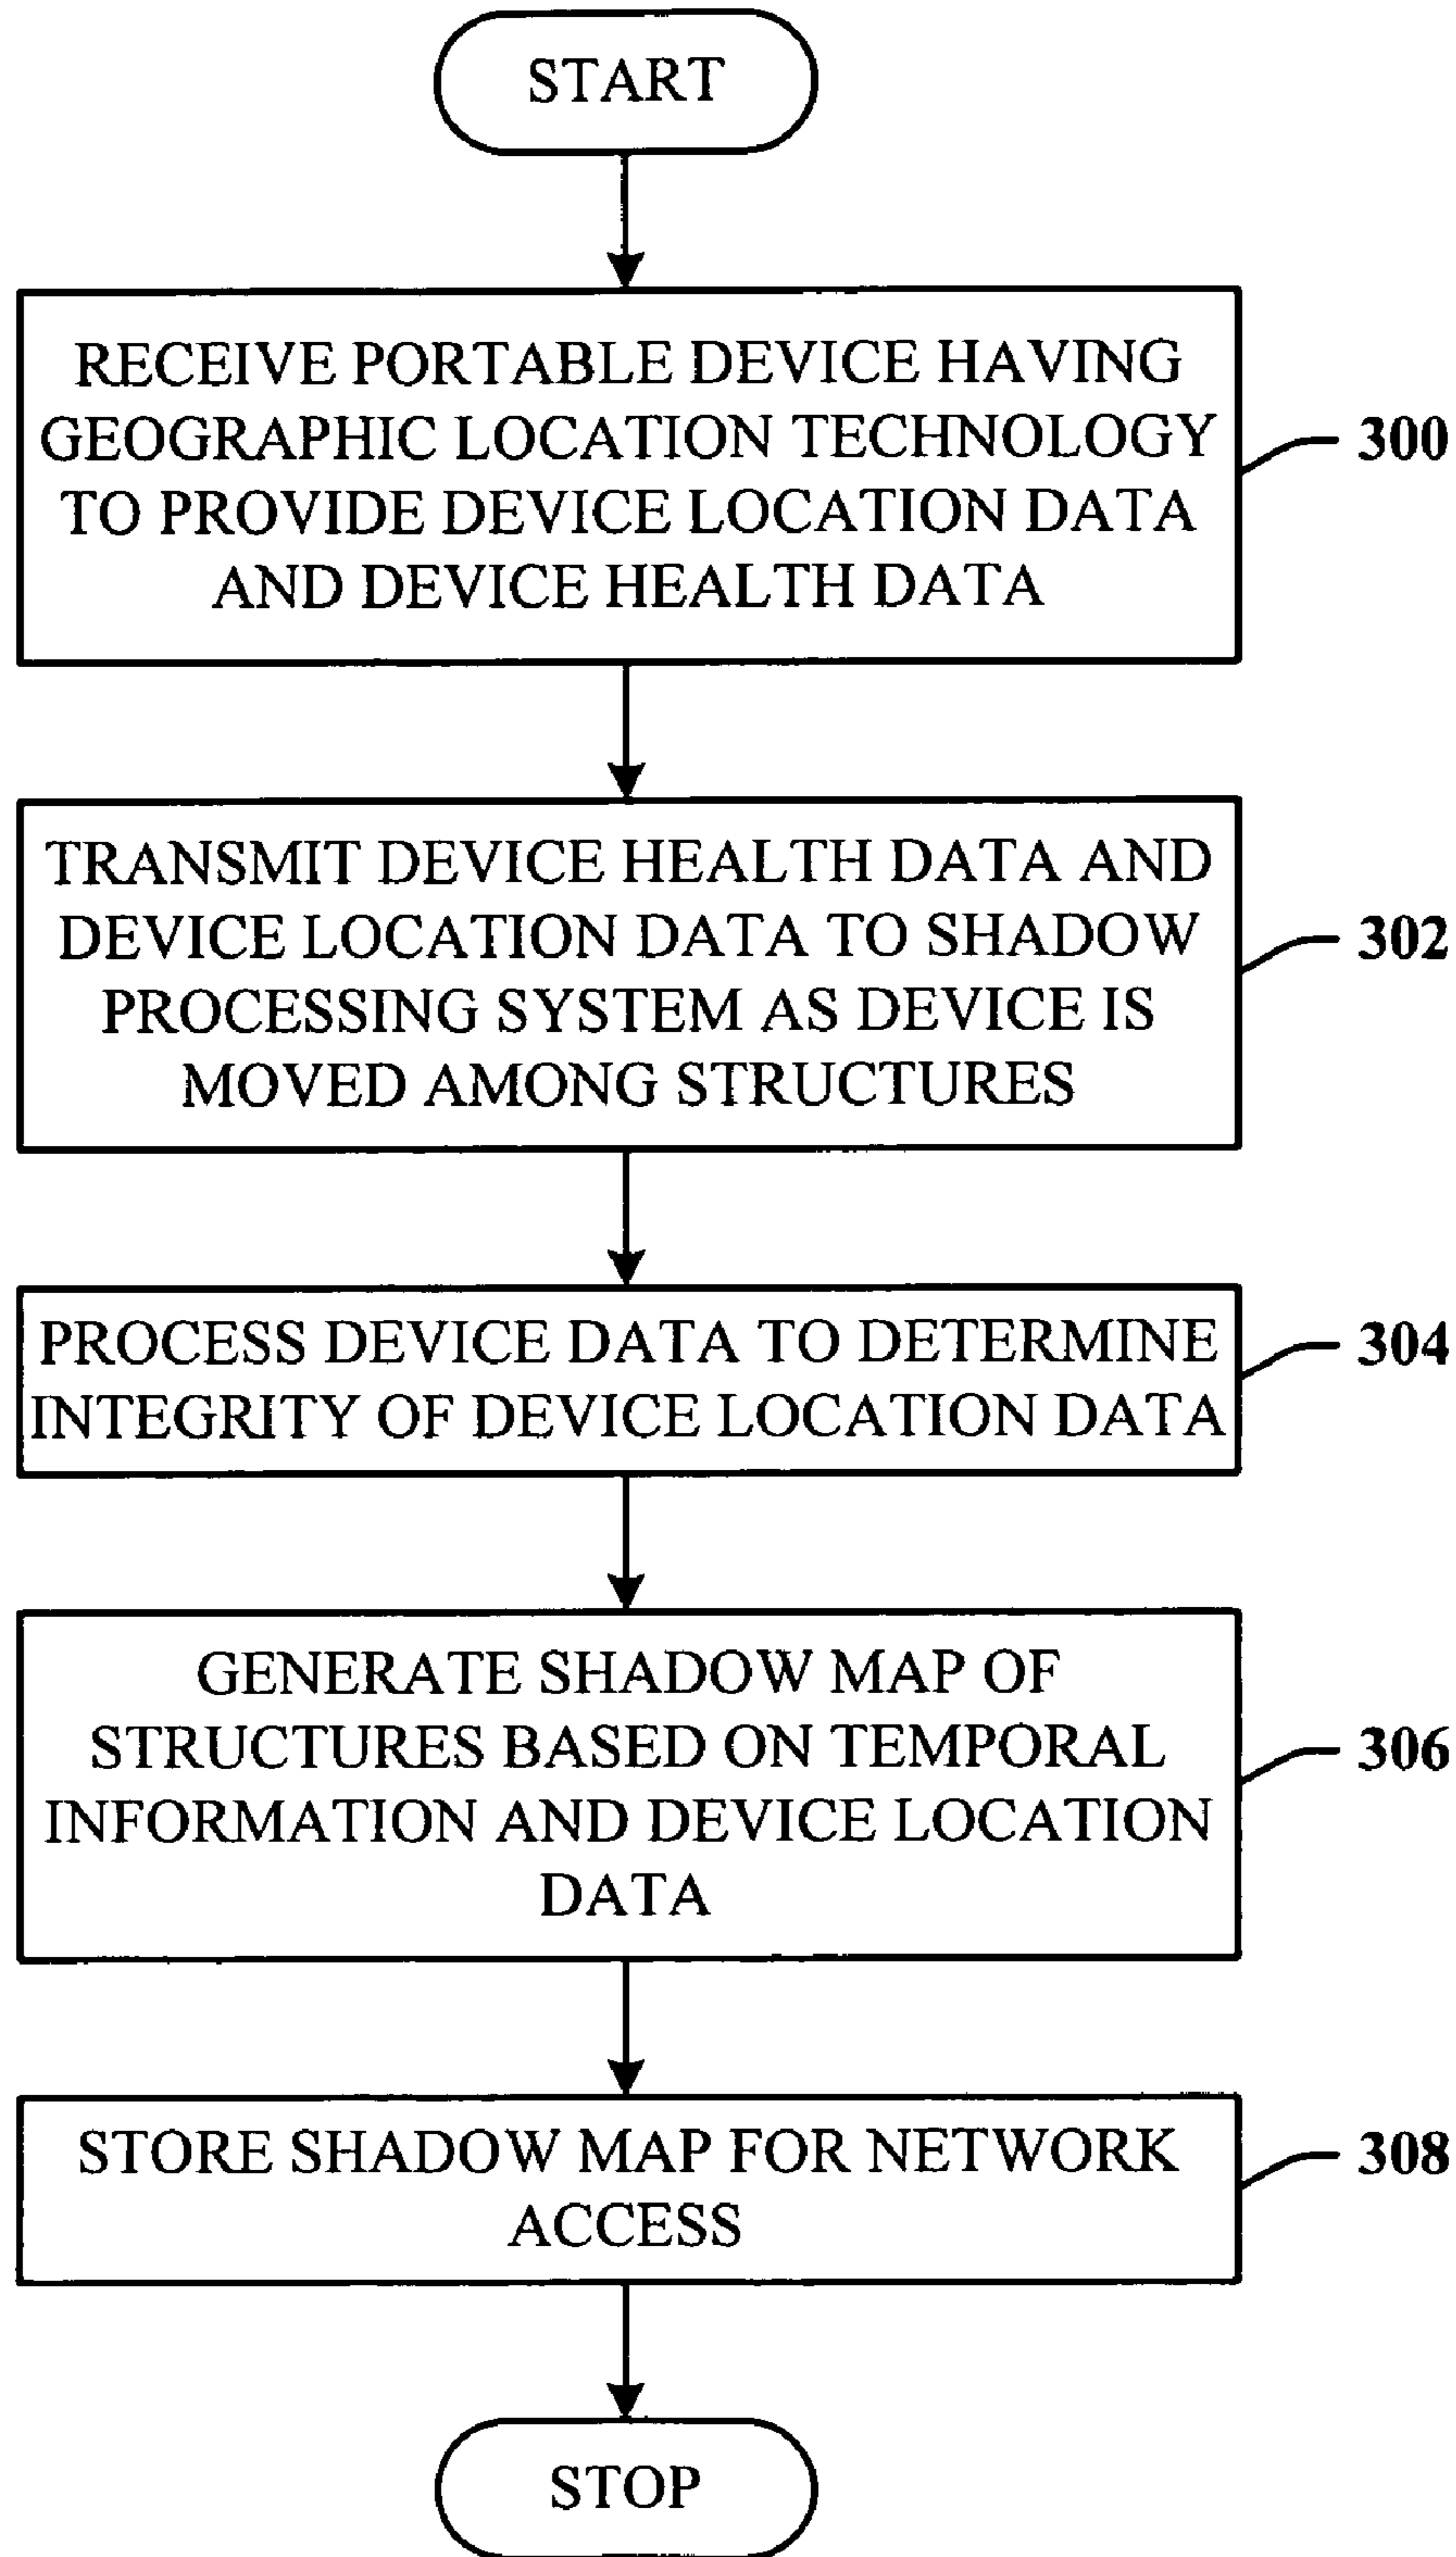 START
RECEIVE PORTABLE DEVICE HAVING
GEOGRAPHIC LOCATION TECHNOLOGY
TO PROVIDE DEVICE LOCATION DATA
AND DEVICE HEALTH DATA
300
TRANSMIT DEVICE HEALTH DATA AND
DEVICE LOCATION DATA TO SHADOW
PROCESSING SYSTEM AS DEVICE IS
MOVED AMONG STRUCTURES
302
PROCESS DEVICE DATA TO DETERMINE
INTEGRITY OF DEVICE LOCATION DATA
304
GENERATE SHADOW MAP OF
STRUCTURES BASED ON TEMPORAL
INFORMATION AND DEVICE LOCATION
DATA
306
STORE SHADOW MAP FOR NETWORK
ACCESS
308
STOP